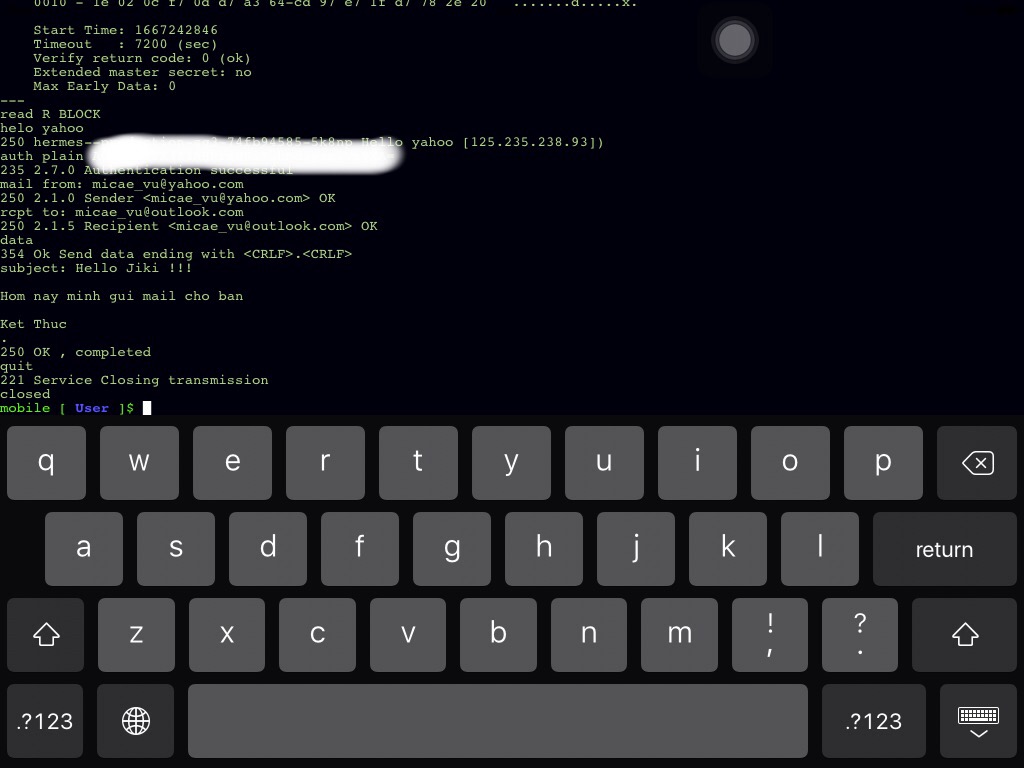 0010 - 1e 02 0c f7 0d d7 a3 64-cd 97 e7 1f d7 78 2e 20   .......d.....x.
Start Time: 1667242846
Timeout   : 7200 (sec)
Verify return code: 0 (ok)
Extended master secret: no
Max Early Data: 0
---
read R BLOCK
helo yahoo
250 hermes-- Hello yahoo [125.235.238.93])
auth plain
235 2.7.0 Authentication successful
mail from: micae_vu@yahoo.com
250 2.1.0 Sender <micae_vu@yahoo.com> OK
rcpt to: micae_vu@outlook.com
250 2.1.5 Recipient <micae_vu@outlook.com> OK
data
354 Ok Send data ending with <CRLF>.<CRLF>
subject: Hello Jiki !!!
Hom nay minh gui mail cho ban
Ket Thuc
.
250 OK , completed
quit
221 Service Closing transmission
closed
mobile [ User ]$
q w e r t y u i o p
a s d f g h j k l return
z x c v b n m ! , ? .
.?123 .?123